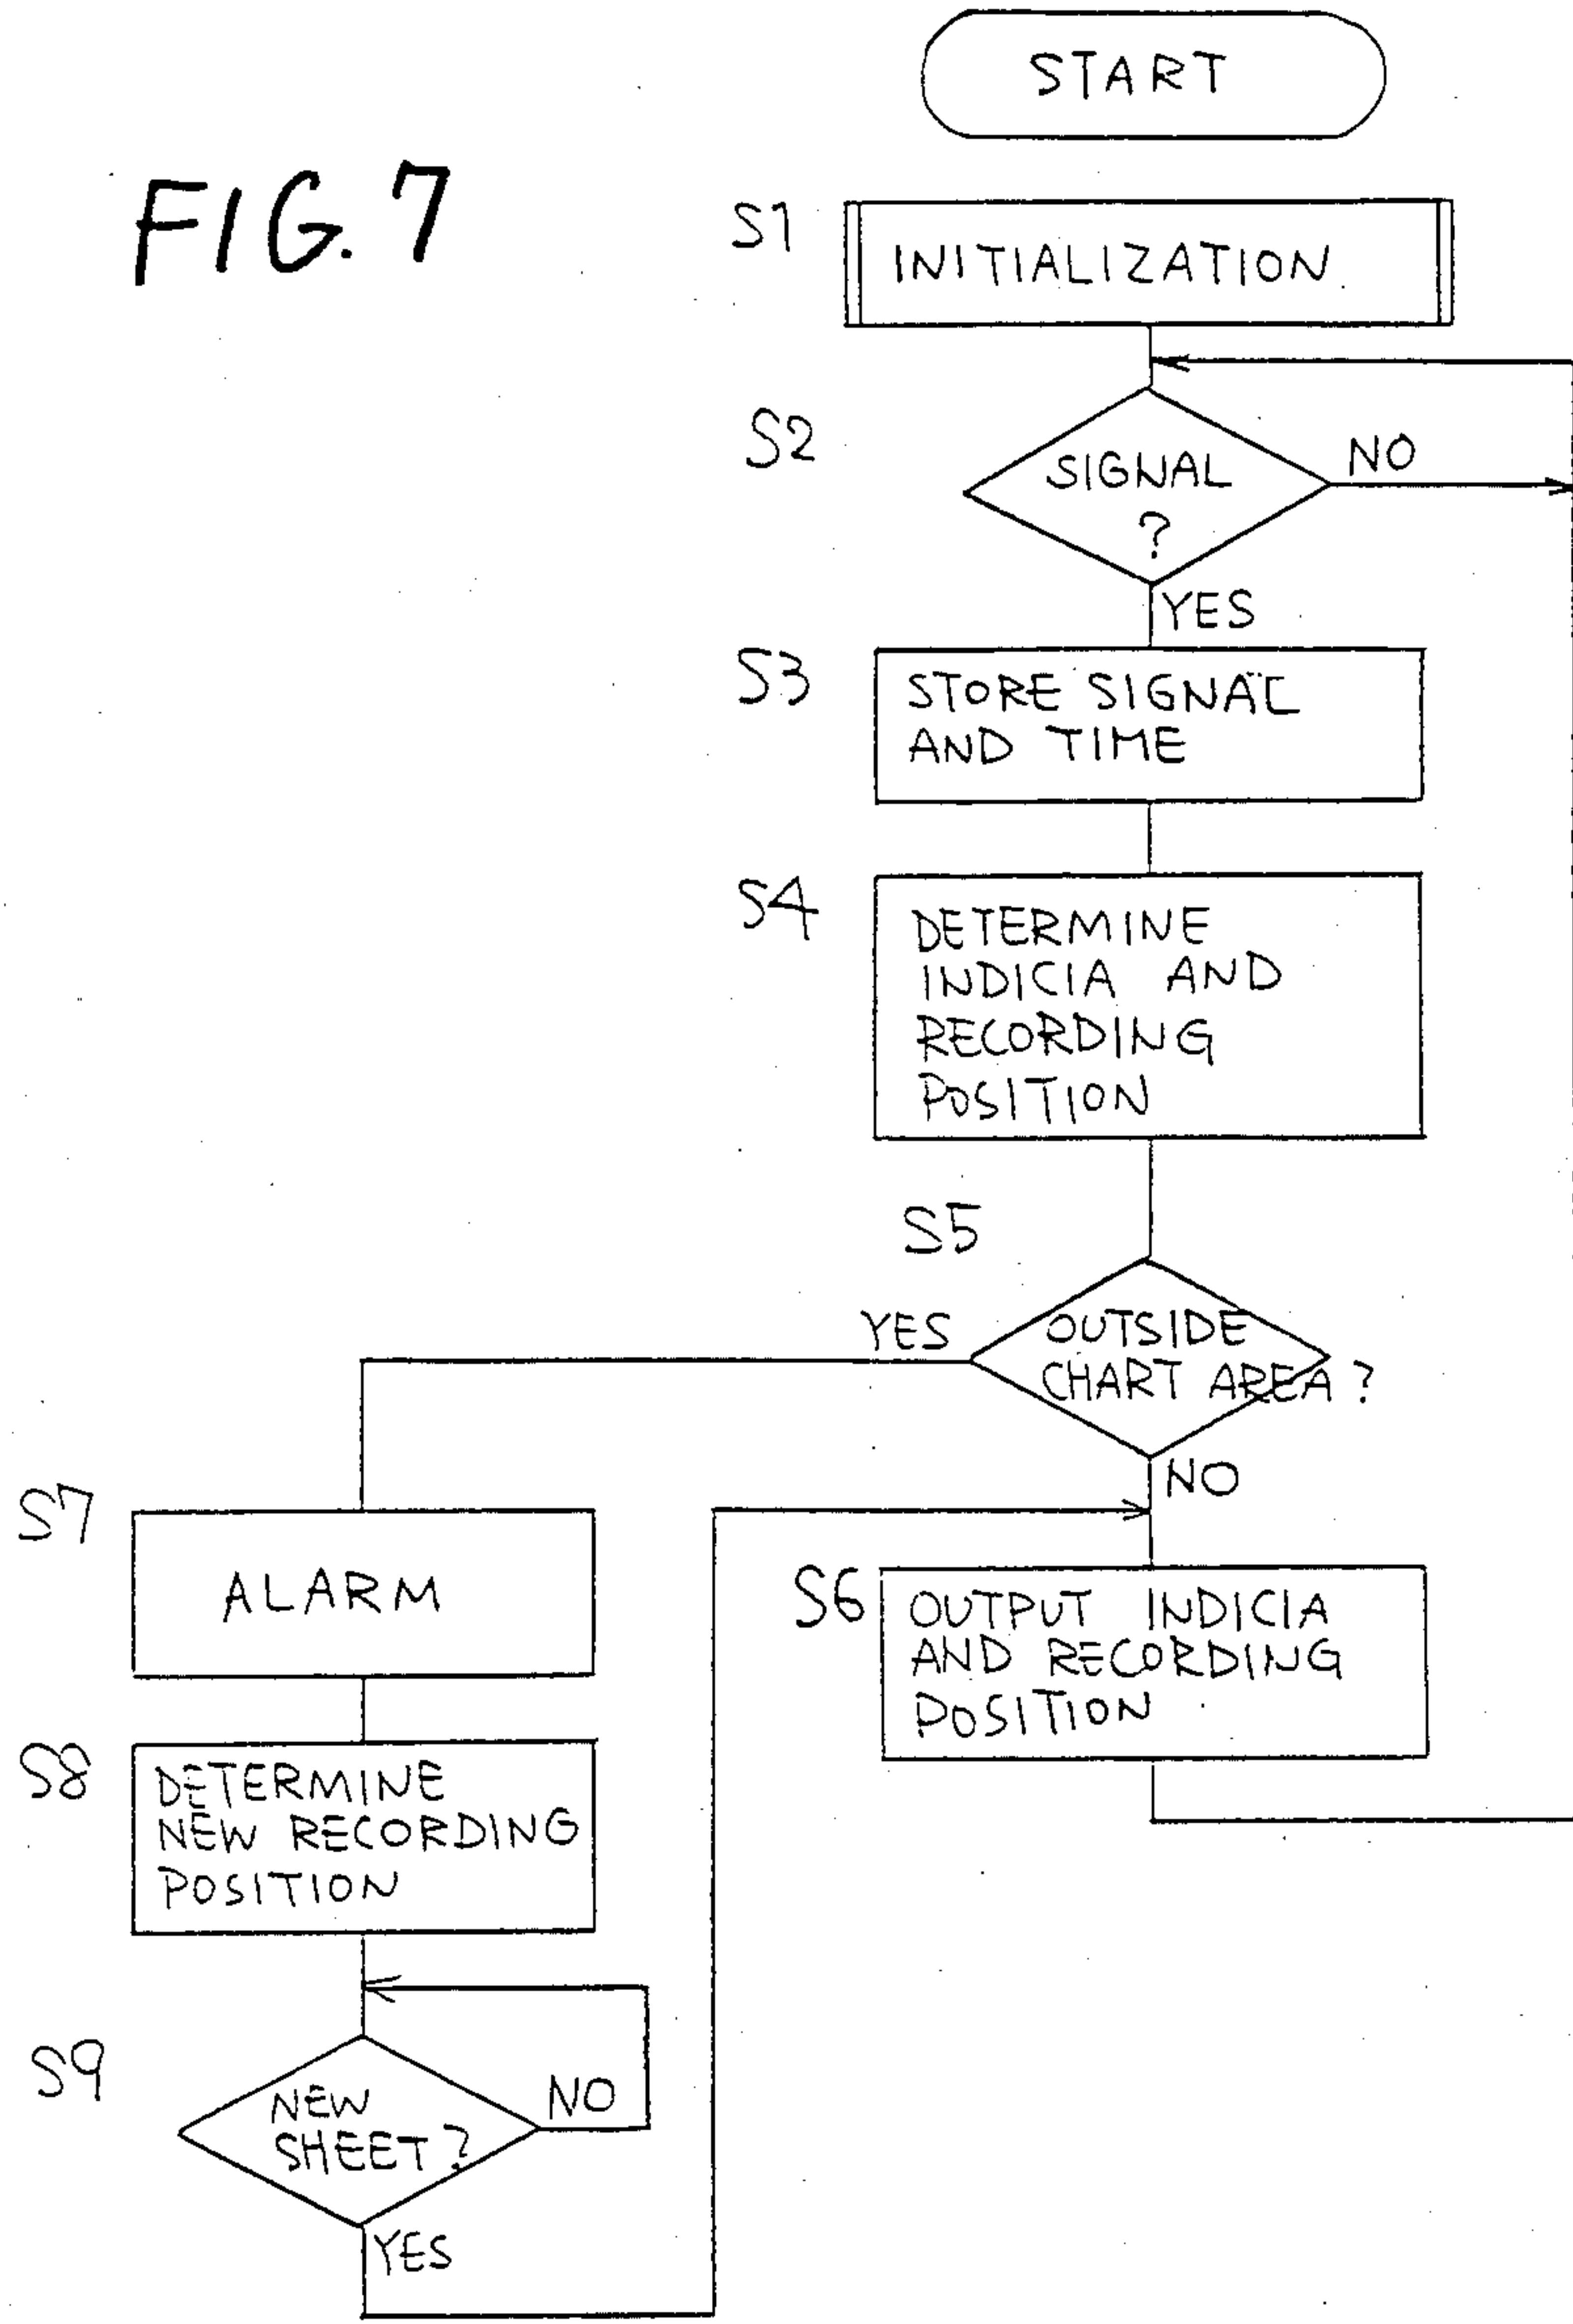 START
FIG. 7
S1
INITIALIZATION
S2
SIGNAL
?
NO
YES
S3
STORE SIGNAL
AND TIME
S4
DETERMINE
INDICIA AND
RECORDING
POSITION
S5
YES
OUTSIDE
CHART AREA?
NO
S7
ALARM
S6
OUTPUT INDICIA
AND RECORDING
POSITION
S8
DETERMINE
NEW RECORDING
POSITION
S9
NEW
SHEET?
NO
YES